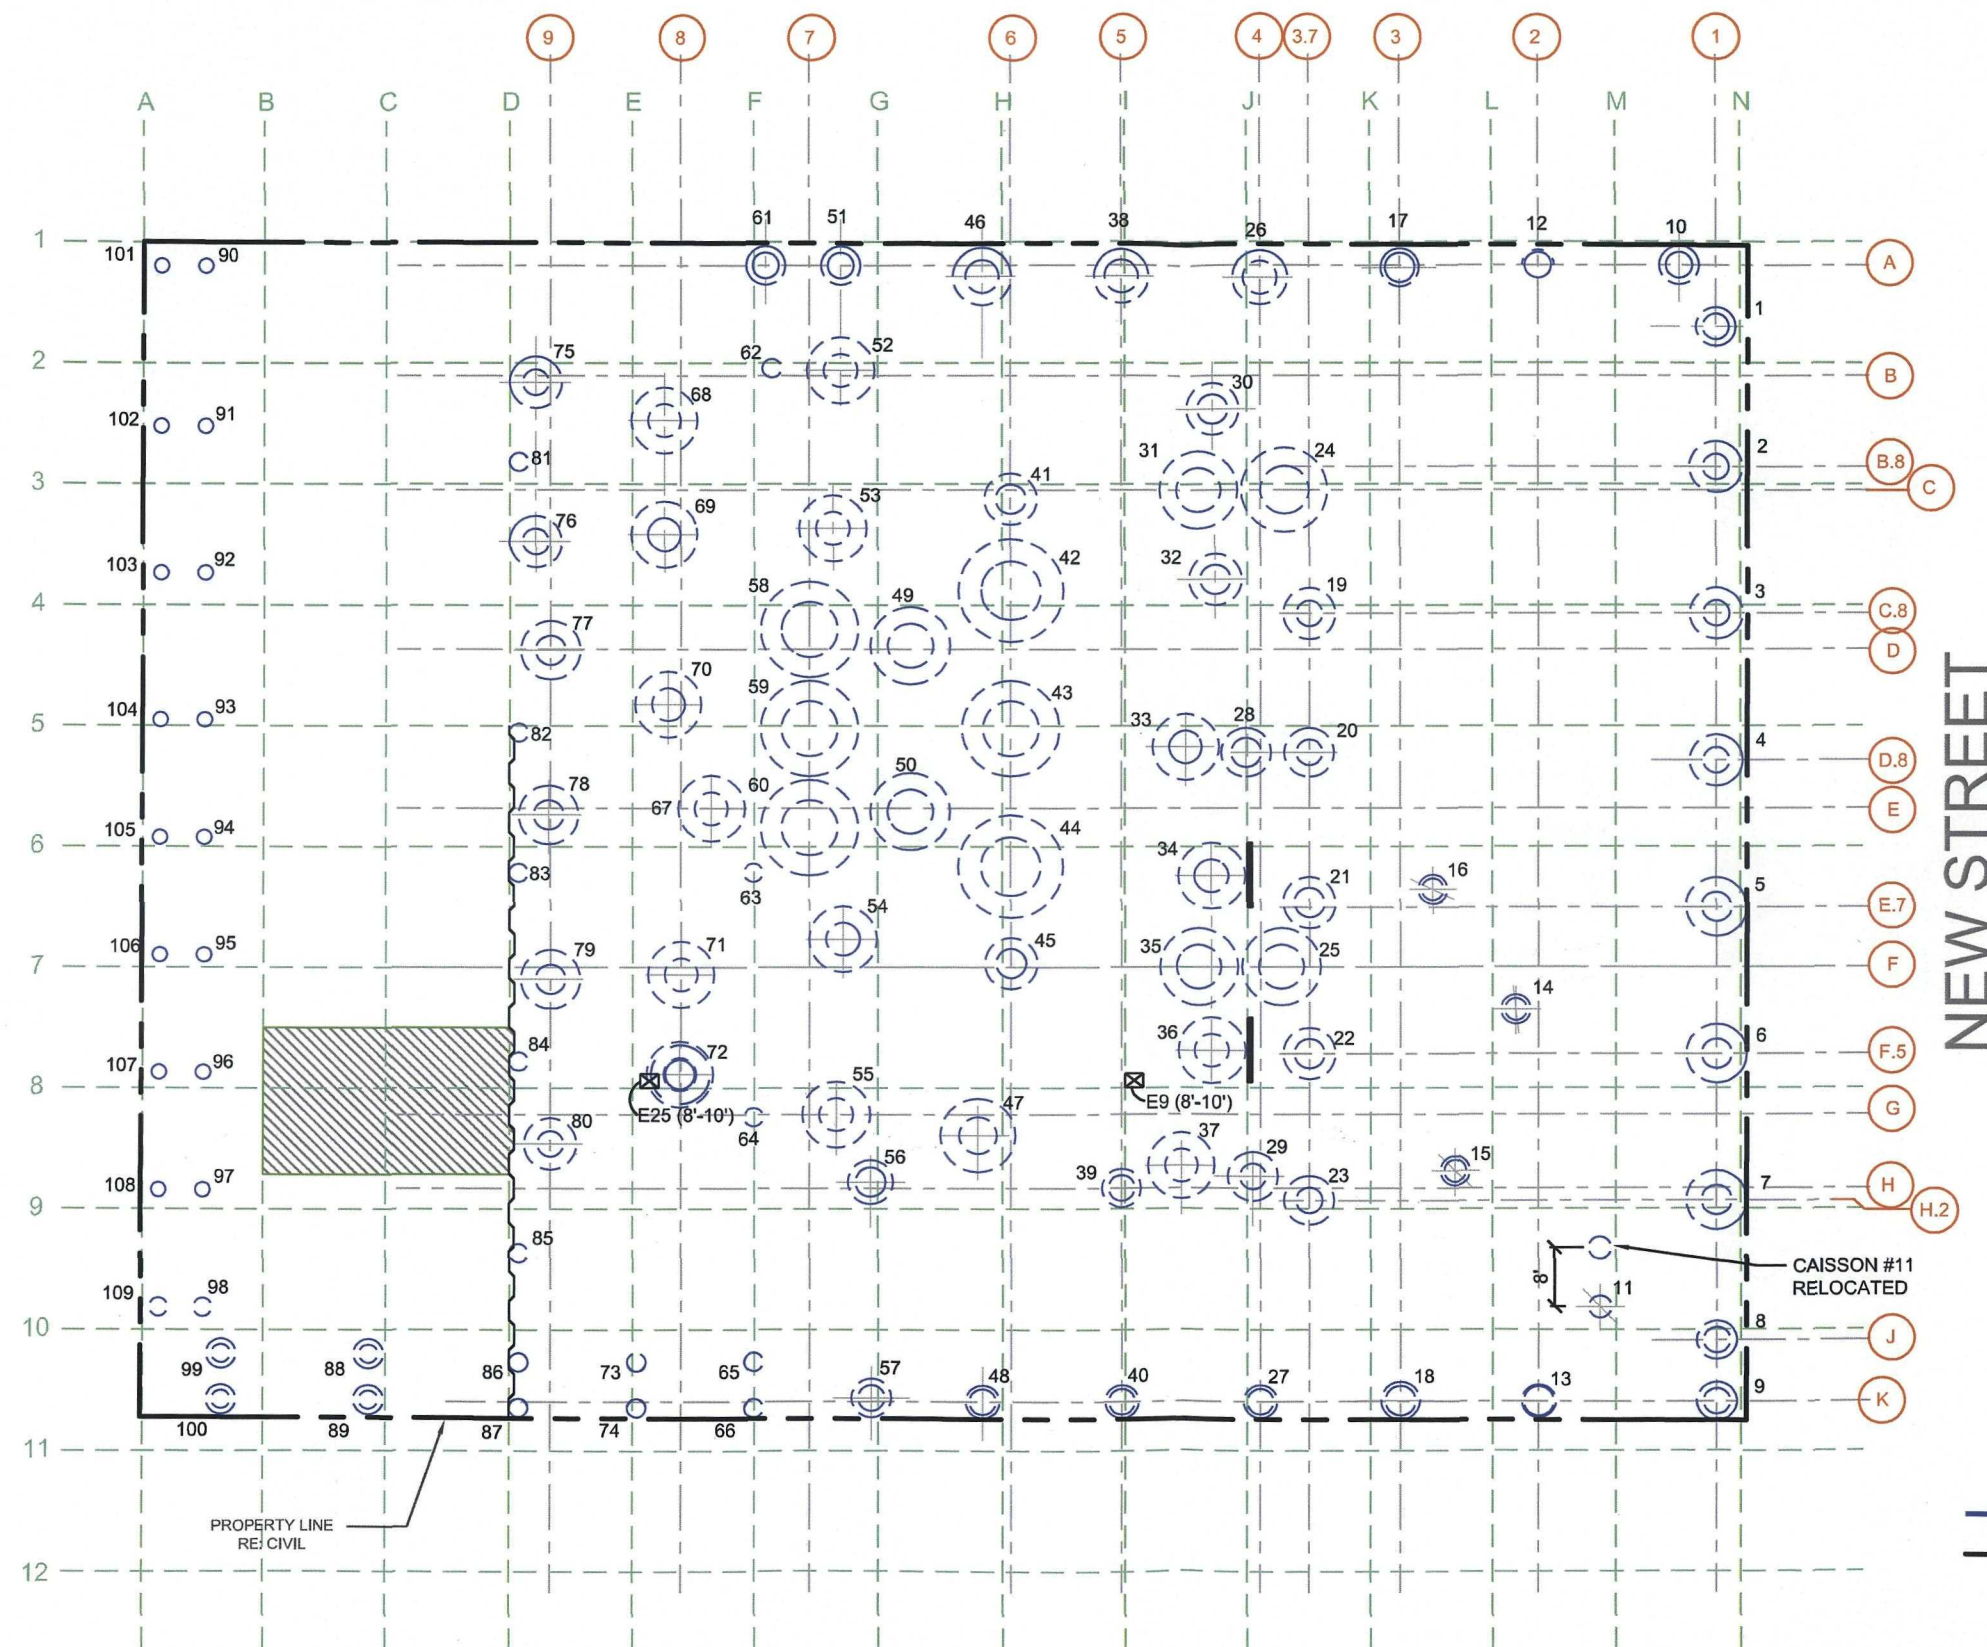 9 8 7 6 5 4 3.7 3 2 1
A B C D E F G H I J K L M N
61 51 46 38 26 17 12 10
1
101 90 A
1
75 62 52
2 B
68 30
102 91
81 31 24 2 B.8
3 41 C
76 69 53
103 92 32 42
58 49 19 3
4 C.8
77 D
70
59 43
104 93 33 28 20 4
5 82
D.8
78 67 60 50 E
105 94
6 44
83 34 16
63 21 5
54 E.7
106 95 79 71 45 35 25
7 F
14
84 72 36 22 6
107 96 F.5
8
55
E25 (8'-10') 47 E9 (8'-10') G
80 64
56 37 29 15
108 97 39 23 7 H
9 H.2
85
CAISSON #11
RELOCATED
8'
109 98 11
10 8 J
99 88 86 73 65 57 48 40 27 18 13 9
K
100 89 87 74 66
11
PROPERTY LINE
RE: CIVIL
12
NEW STREET